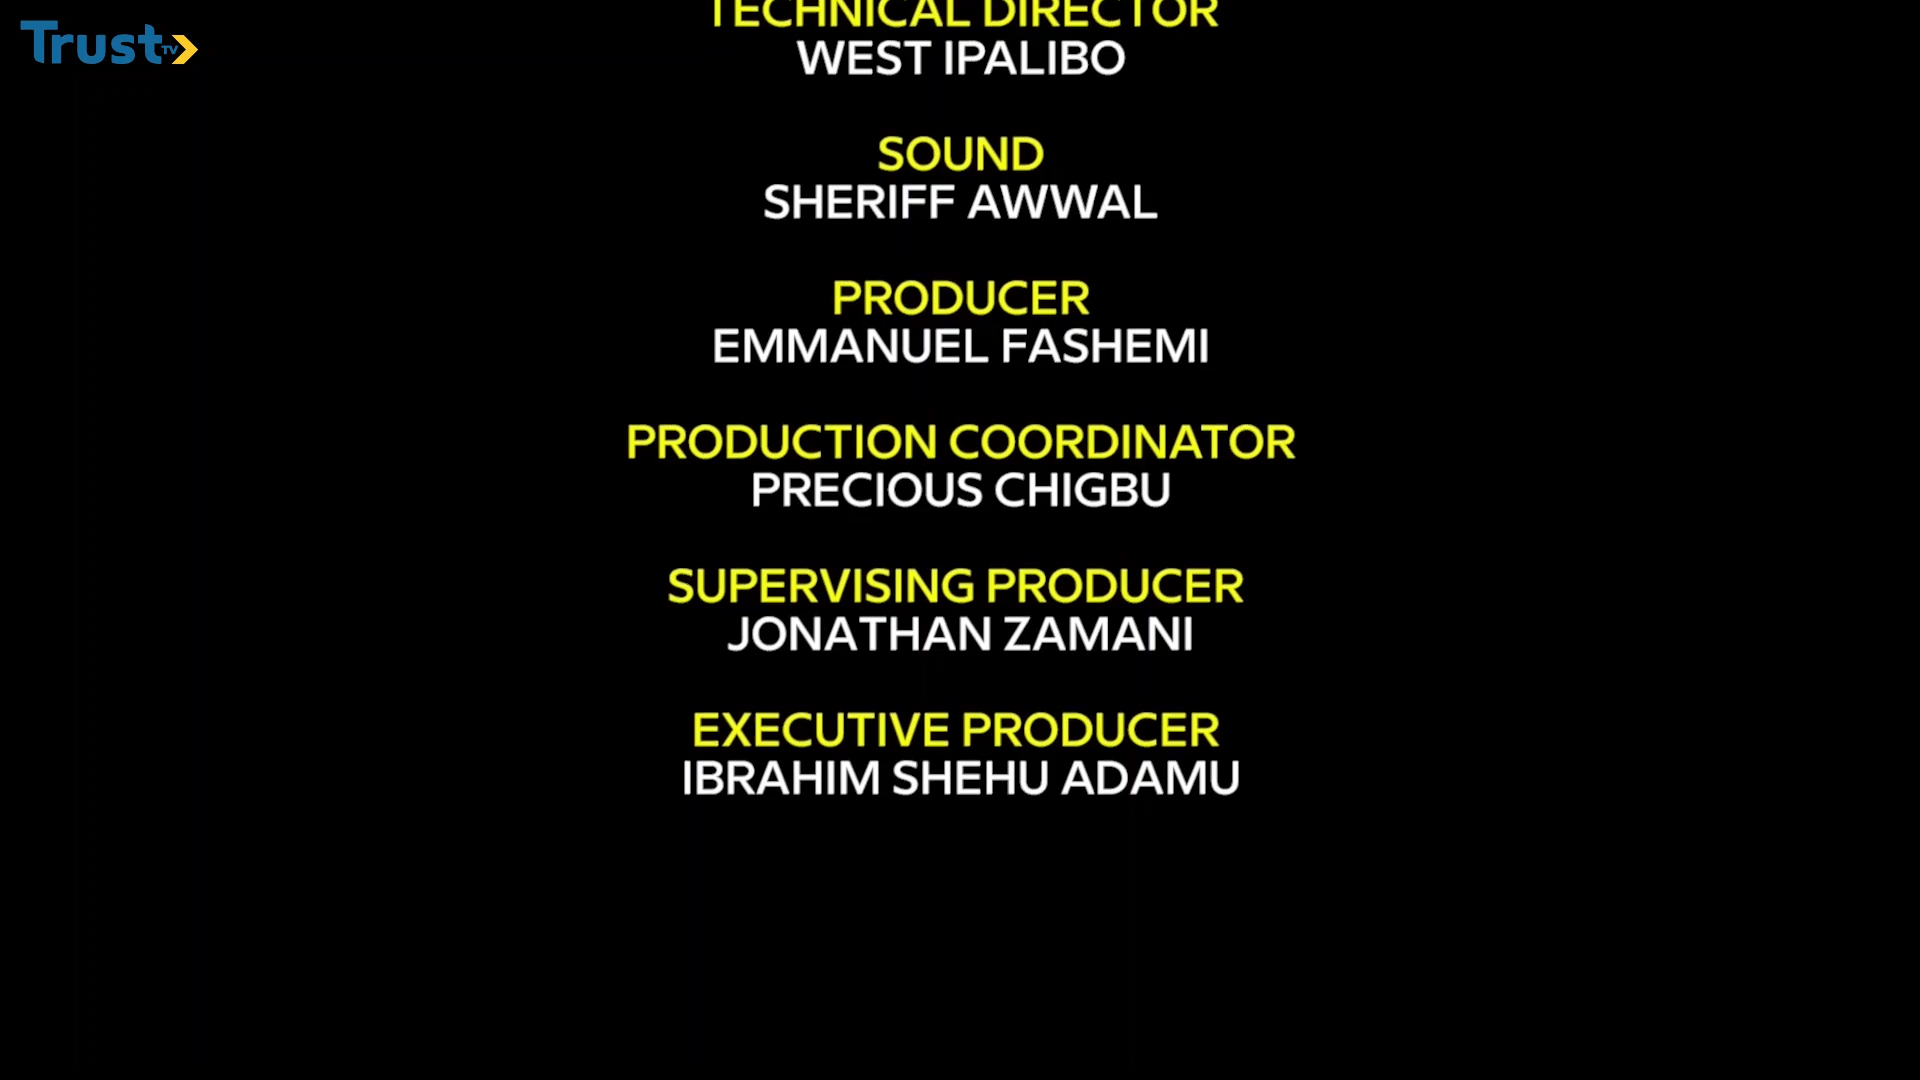 Trust TV
TECHNICAL DIRECTOR
WEST IPALIBO
SOUND
SHERIFF AWWAL
PRODUCER
EMMANUEL FASHEMI
PRODUCTION COORDINATOR
PRECIOUS CHIGBU
SUPERVISING PRODUCER
JONATHAN ZAMANI
EXECUTIVE PRODUCER
IBRAHIM SHEHU ADAMU